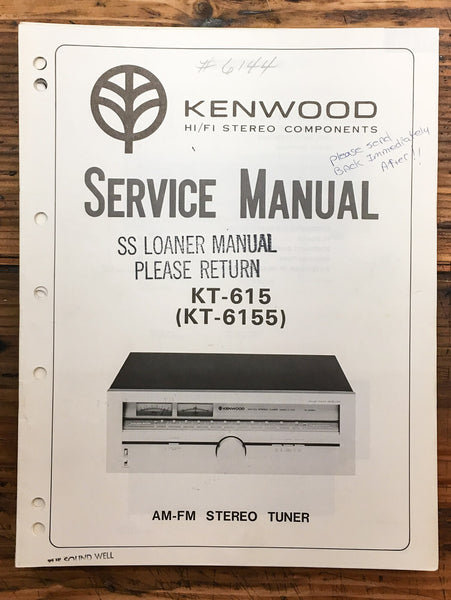 # 6144
KENWOOD
HI/FI STEREO COMPONENTS
please send
Back Immediately
After!!
SERVICE MANUAL
SS LOANER MANUAL
PLEASE RETURN
KT-615
(KT-6155)
KENWOOD
AM-FM STEREO TUNER
THE SOUND WELL